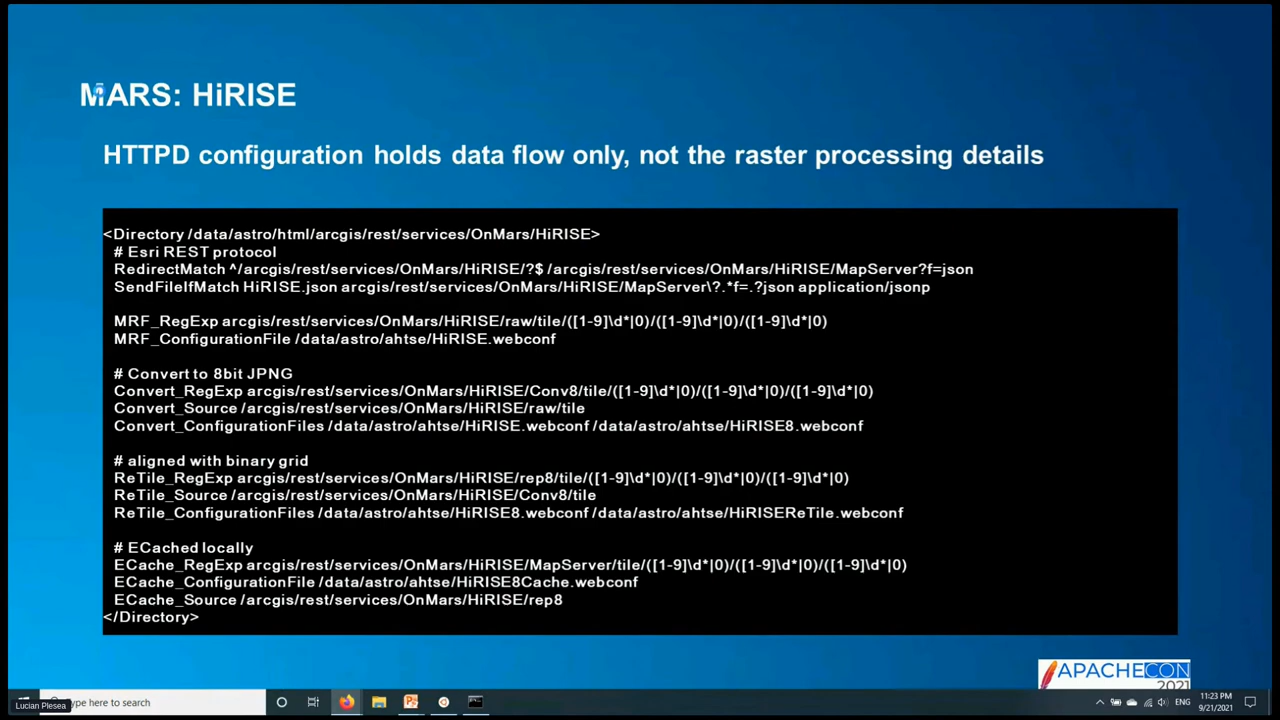 MARS: HiRISE
HTTPD configuration holds data flow only, not the raster processing details
<Directory /data/astro/html/arcgis/rest/services/OnMars/HiRISE>
# Esri REST protocol
RedirectMatch ^/arcgis/rest/services/OnMars/HiRISE/?$ /arcgis/rest/services/OnMars/HiRISE/MapServer?f=json
SendFileIfMatch HiRISE.json arcgis/rest/services/OnMars/HiRISE/MapServer\?.*f=.?json application/jsonp
MRF_RegExp arcgis/rest/services/OnMars/HiRISE/raw/tile/([1-9]\d*|0)/([1-9]\d*|0)/([1-9]\d*|0)
MRF_ConfigurationFile /data/astro/ahtse/HiRISE.webconf
# Convert to 8bit JPNG
Convert_RegExp arcgis/rest/services/OnMars/HiRISE/Conv8/tile/([1-9]\d*|0)/([1-9]\d*|0)/([1-9]\d*|0)
Convert_Source /arcgis/rest/services/OnMars/HiRISE/raw/tile
Convert_ConfigurationFiles /data/astro/ahtse/HiRISE.webconf /data/astro/ahtse/HiRISE8.webconf
# aligned with binary grid
ReTile_RegExp arcgis/rest/services/OnMars/HiRISE/rep8/tile/([1-9]\d*|0)/([1-9]\d*|0)/([1-9]\d*|0)
ReTile_Source /arcgis/rest/services/OnMars/HiRISE/Conv8/tile
ReTile_ConfigurationFiles /data/astro/ahtse/HiRISE8.webconf /data/astro/ahtse/HiRISEReTile.webconf
# ECached locally
ECache_RegExp arcgis/rest/services/OnMars/HiRISE/MapServer/tile/([1-9]\d*|0)/([1-9]\d*|0)/([1-9]\d*|0)
ECache_ConfigurationFile /data/astro/ahtse/HiRISE8Cache.webconf
ECache_Source /arcgis/rest/services/OnMars/HiRISE/rep8
</Directory>
APACHECON
2021
ype here to search
Lucian Plesea
ENG
11:23 PM
9/21/2021